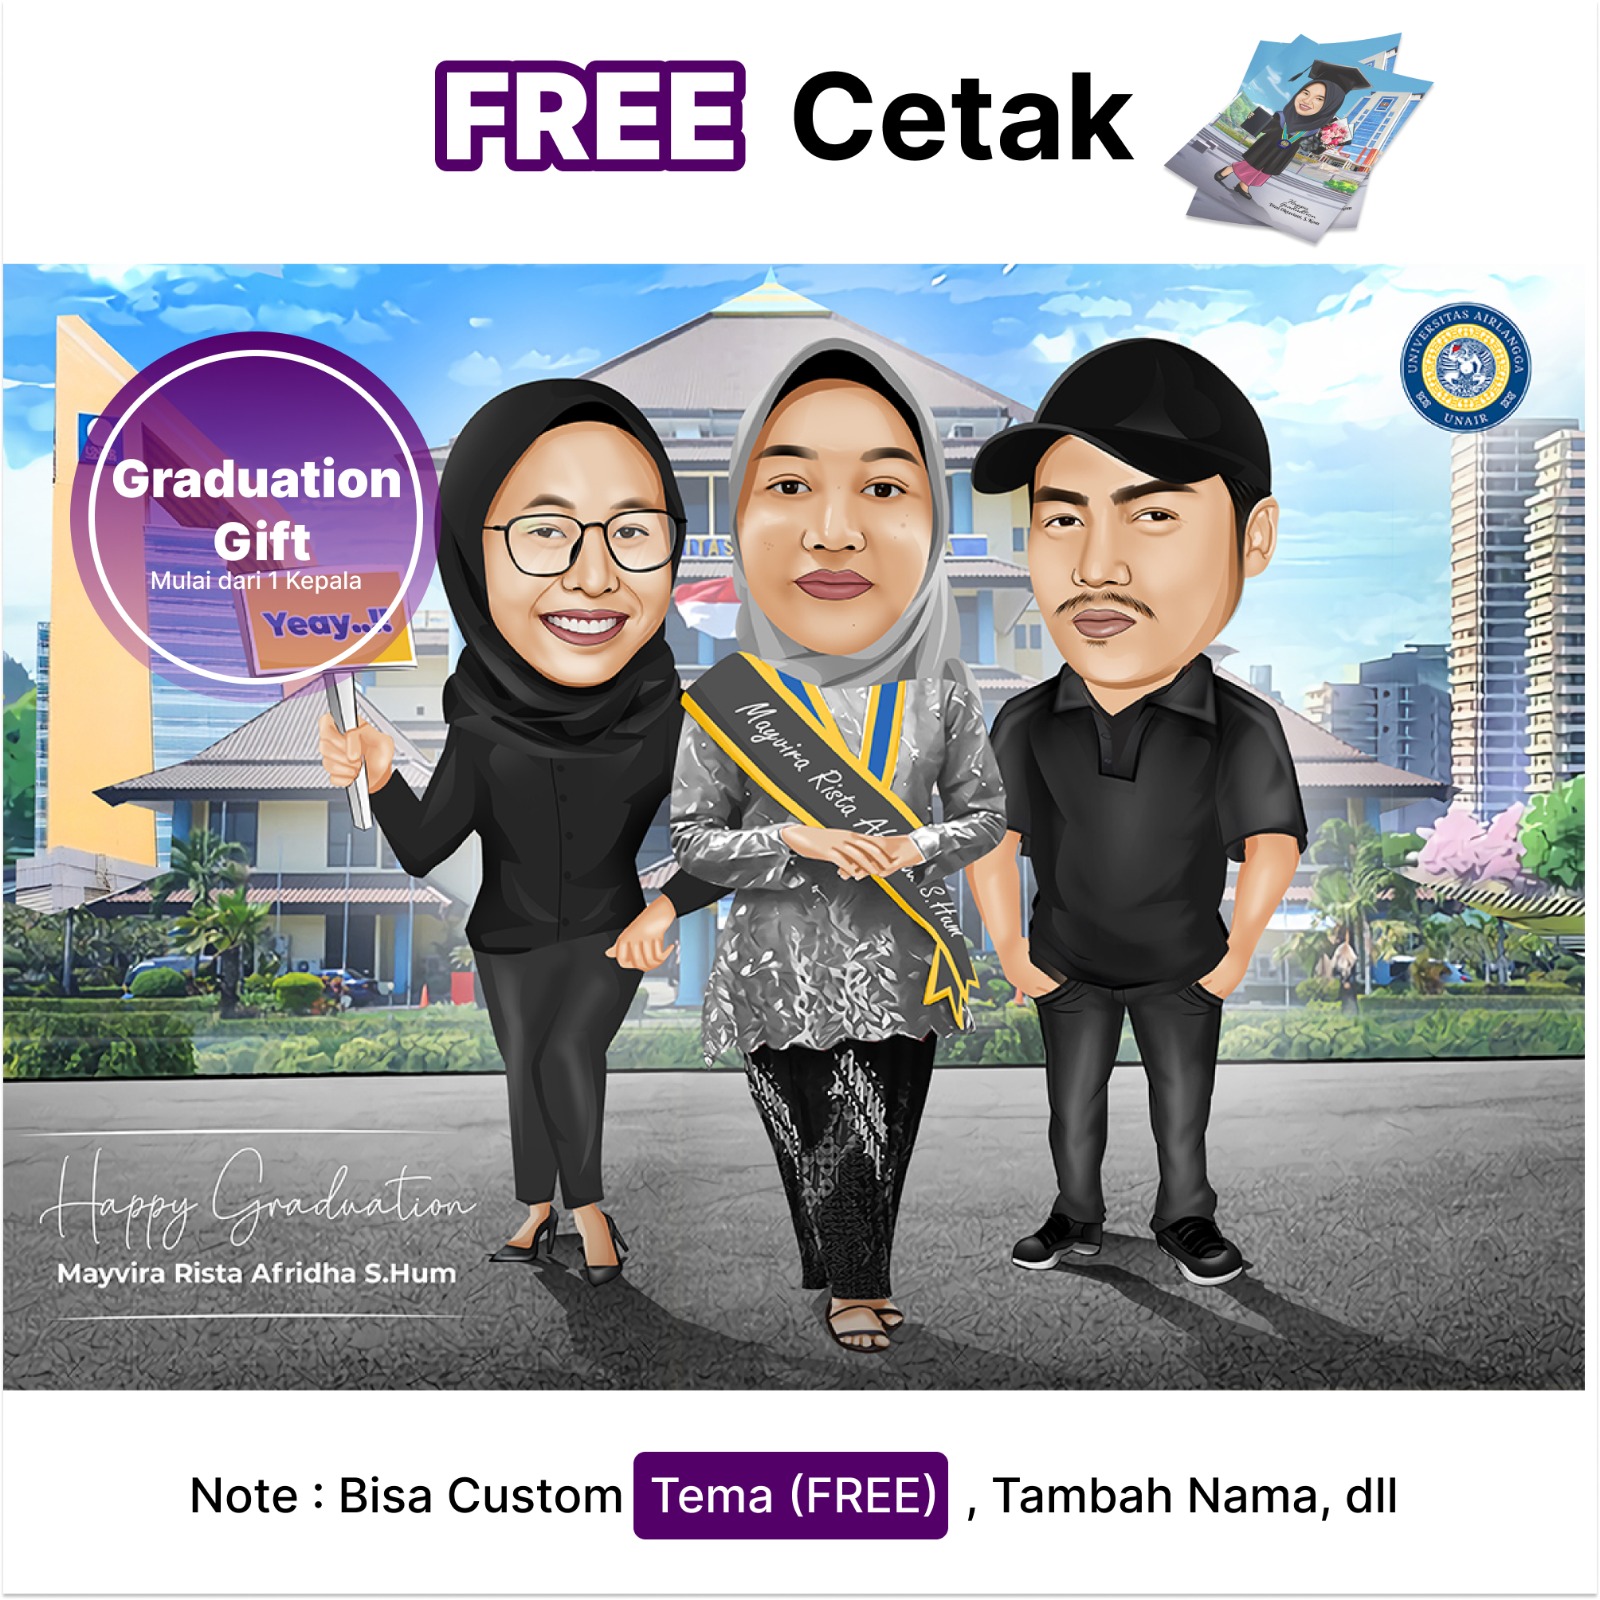 FREE Cetak
UNIVERSITAS AIRLANGGA
UNAIR
Graduation
Gift
Mulai dari 1 Kepala
Yeay..!!
Mayvira Rista S.Hum
Happy Graduation
Mayvira Rista Afridha S.Hum
Note : Bisa Custom Tema (FREE) , Tambah Nama, dll